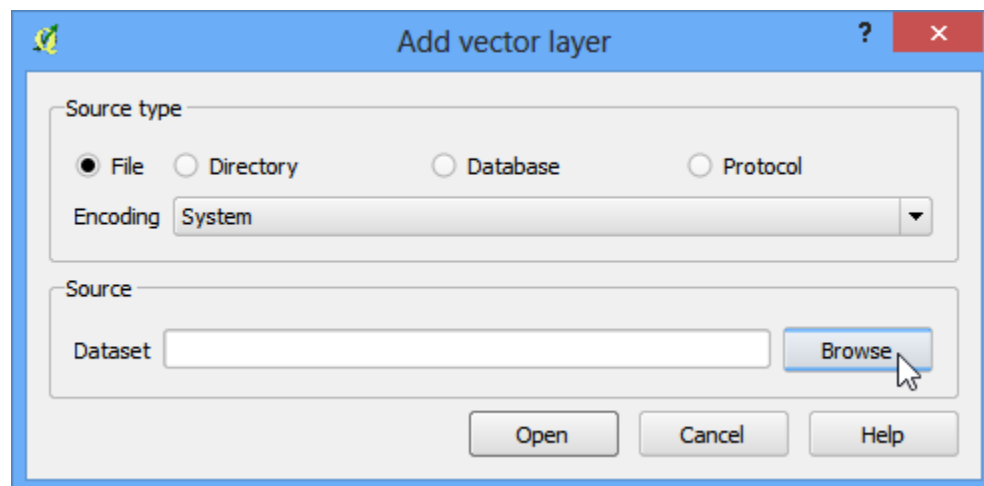 Add vector layer ? ×
Source type
File Directory Database Protocol
Encoding System
Source
Dataset Browse
Open Cancel Help